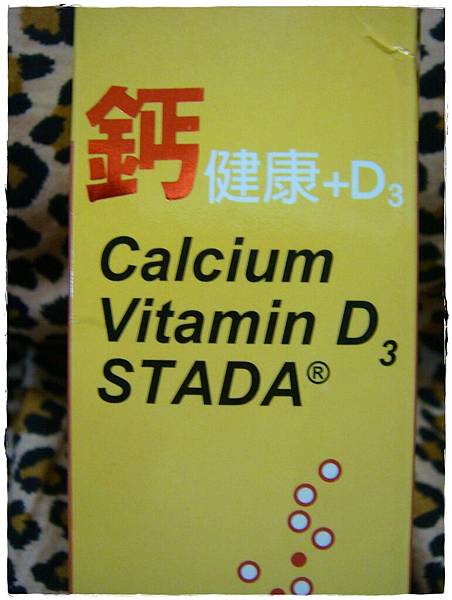 鈣健康+D3
Calcium
Vitamin D3
STADA®